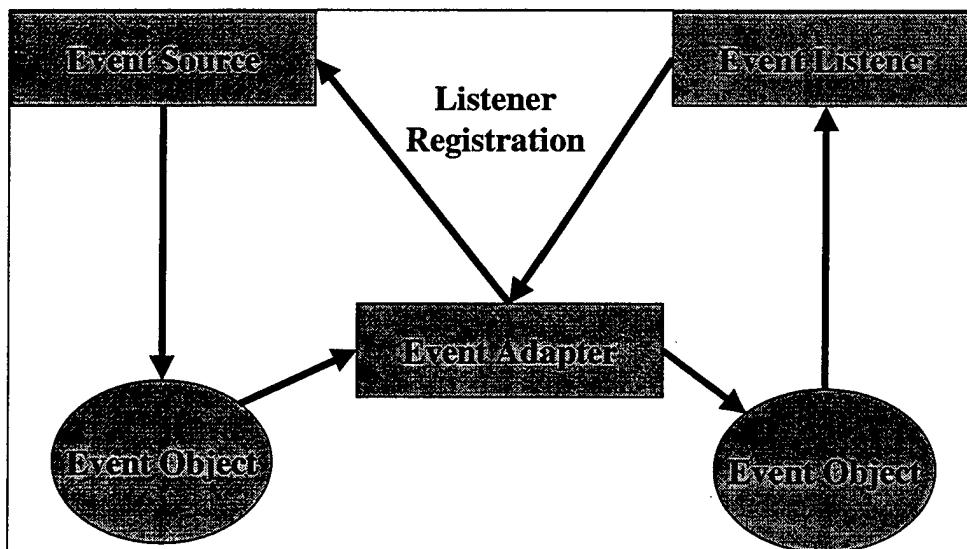 Event Source
Event Listener
Listener
Registration
Event Adapter
Event Object
Event Object